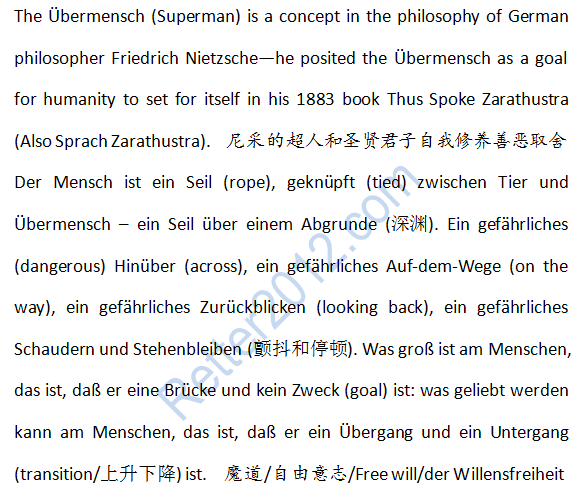 The Übermensch (Superman) is a concept in the philosophy of German
philosopher Friedrich Nietzsche—he posited the Übermensch as a goal
for humanity to set for itself in his 1883 book Thus Spoke Zarathustra
(Also Sprach Zarathustra). 尼采的超人和圣贤君子自我修养善恶取舍
Der Mensch ist ein Seil (rope), geknüpft (tied) zwischen Tier und
Übermensch – ein Seil über einem Abgrunde (深渊). Ein gefährliches
(dangerous) Hinüber (across), ein gefährliches Auf-dem-Wege (on the
way), ein gefährliches Zurückblicken (looking back), ein gefährliches
Schaudern und Stehenbleiben (颤抖和停顿). Was groß ist am Menschen,
das ist, daß er eine Brücke und kein Zweck (goal) ist: was geliebt werden
kann am Menschen, das ist, daß er ein Übergang und ein Untergang
(transition/上升下降) ist. 魔道/自由意志/Free will/der Willensfreiheit
Retter2012.com